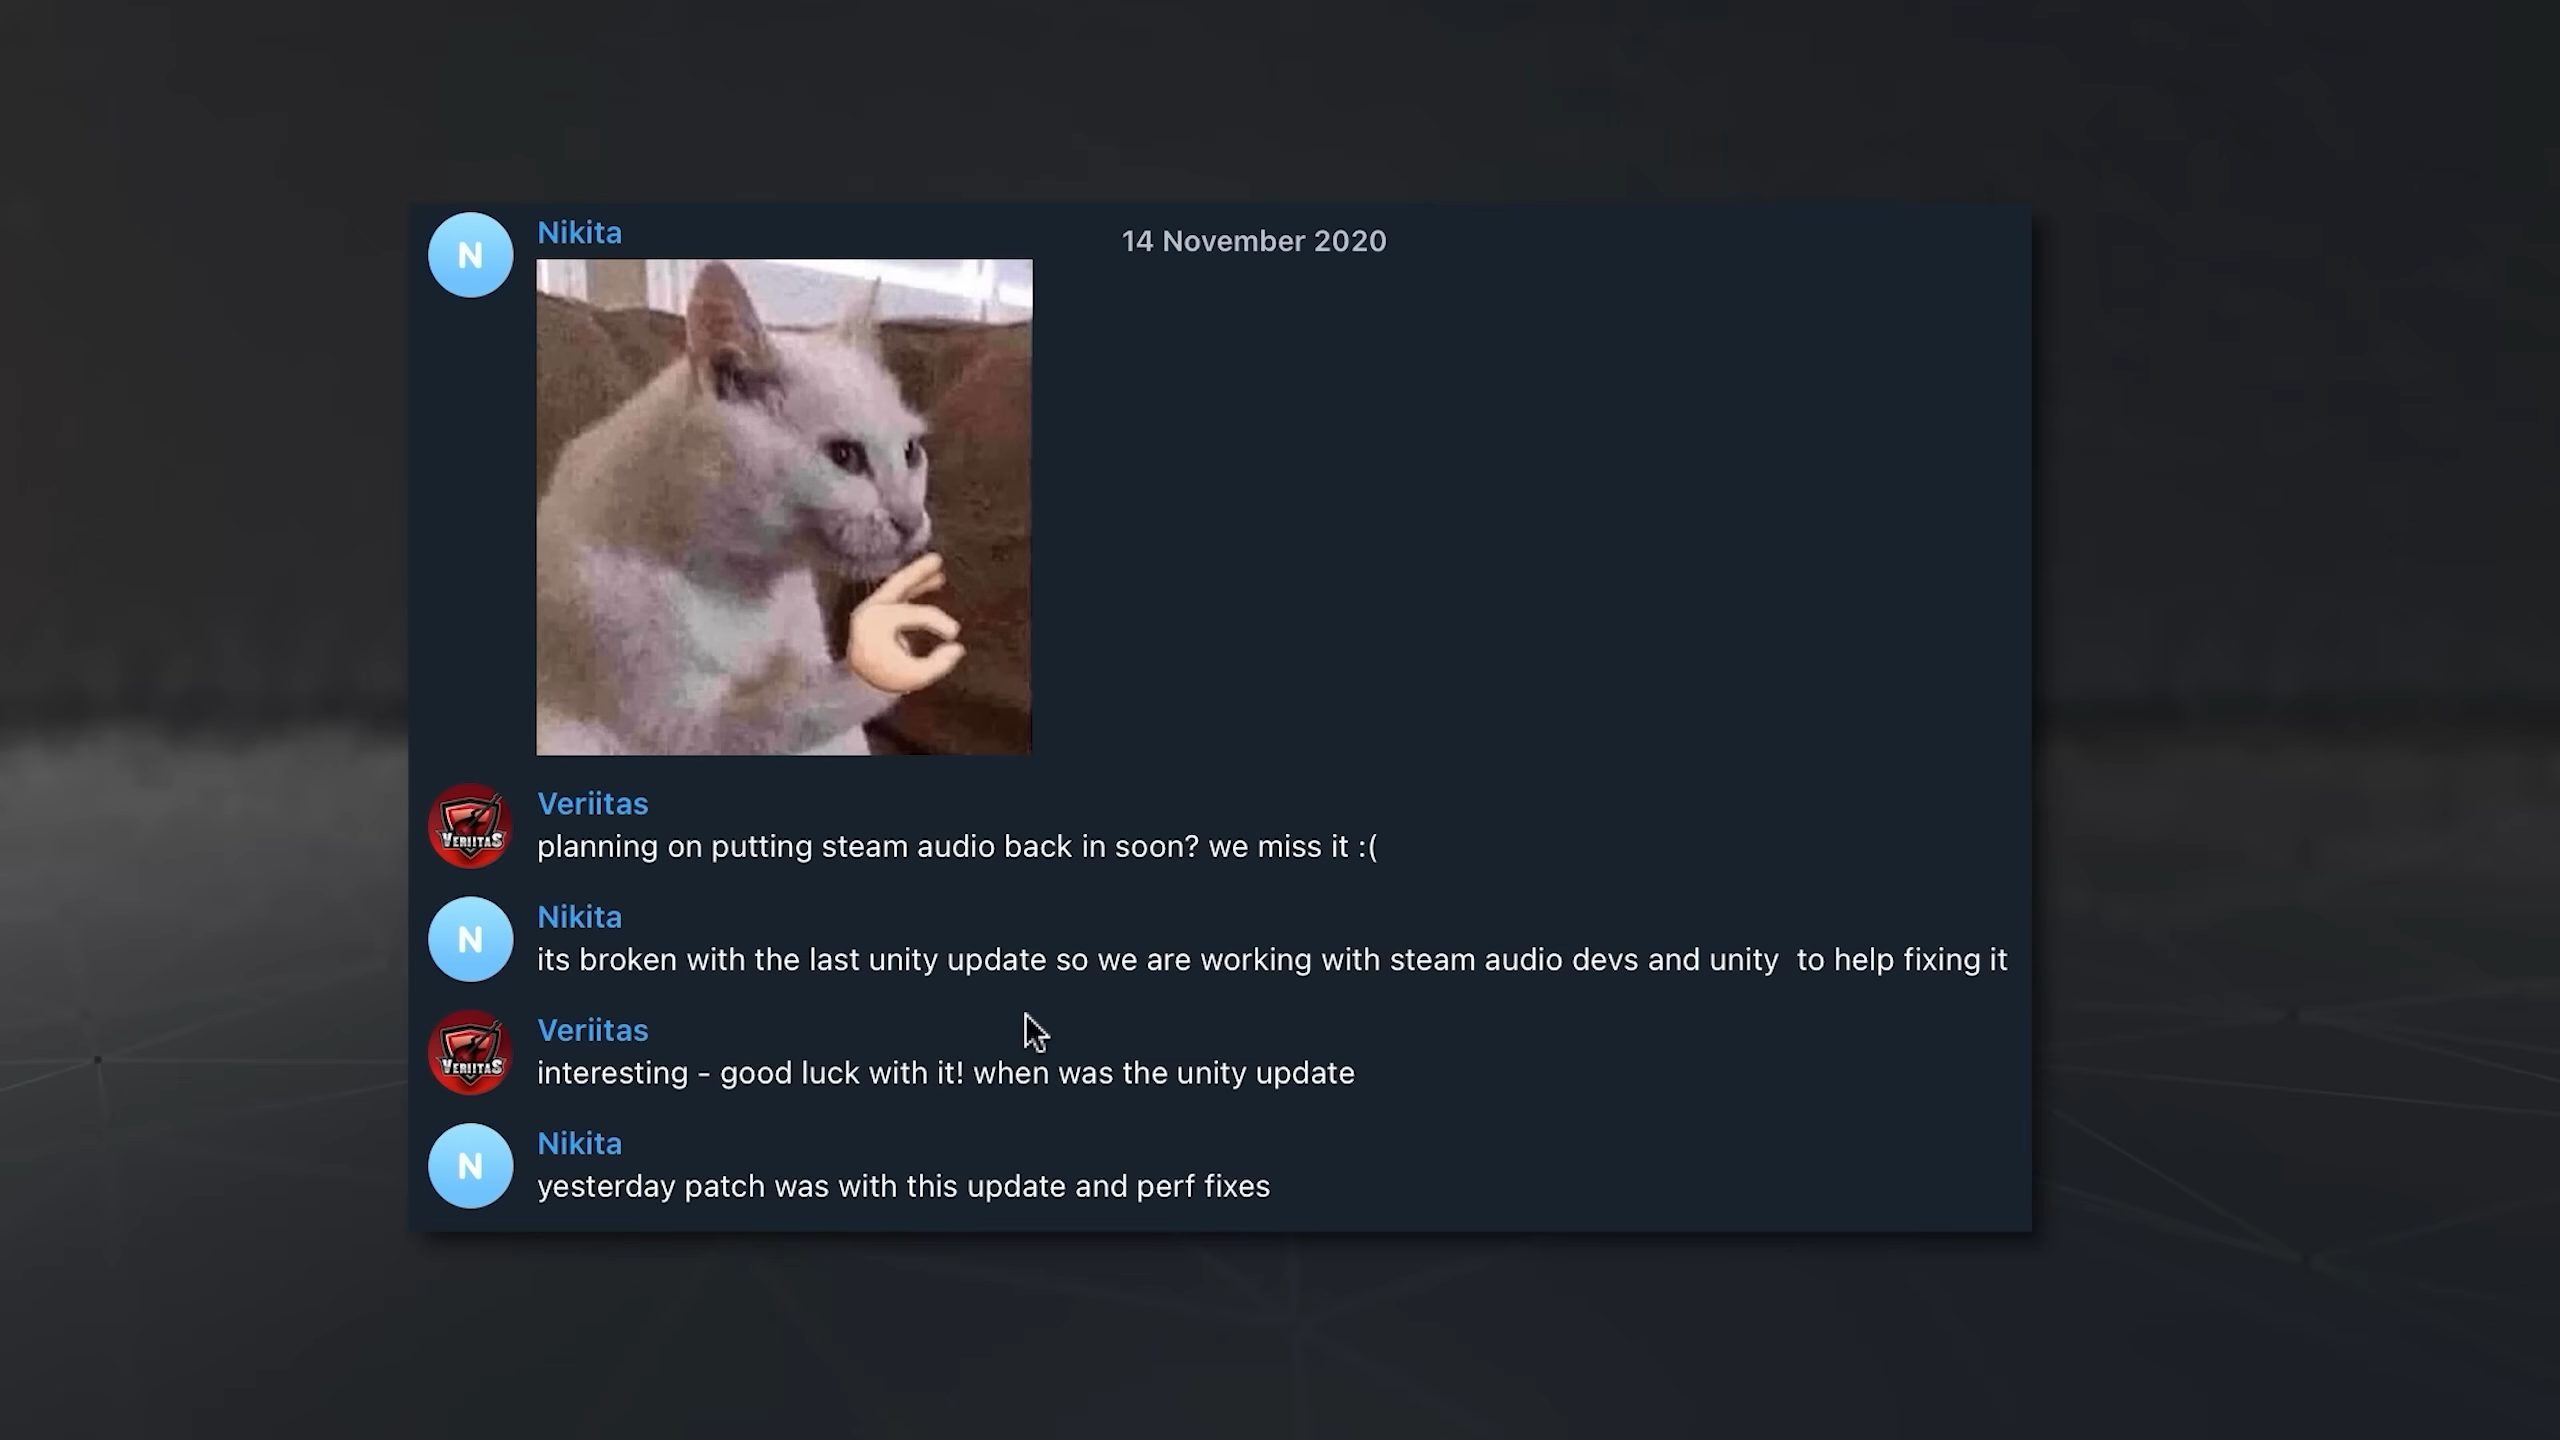 N
Nikita
14 November 2020
VERIITAS
Veriitas
planning on putting steam audio back in soon? we miss it :(
N
Nikita
its broken with the last unity update so we are working with steam audio devs and unity  to help fixing it
VERIITAS
Veriitas
interesting - good luck with it! when was the unity update
N
Nikita
yesterday patch was with this update and perf fixes